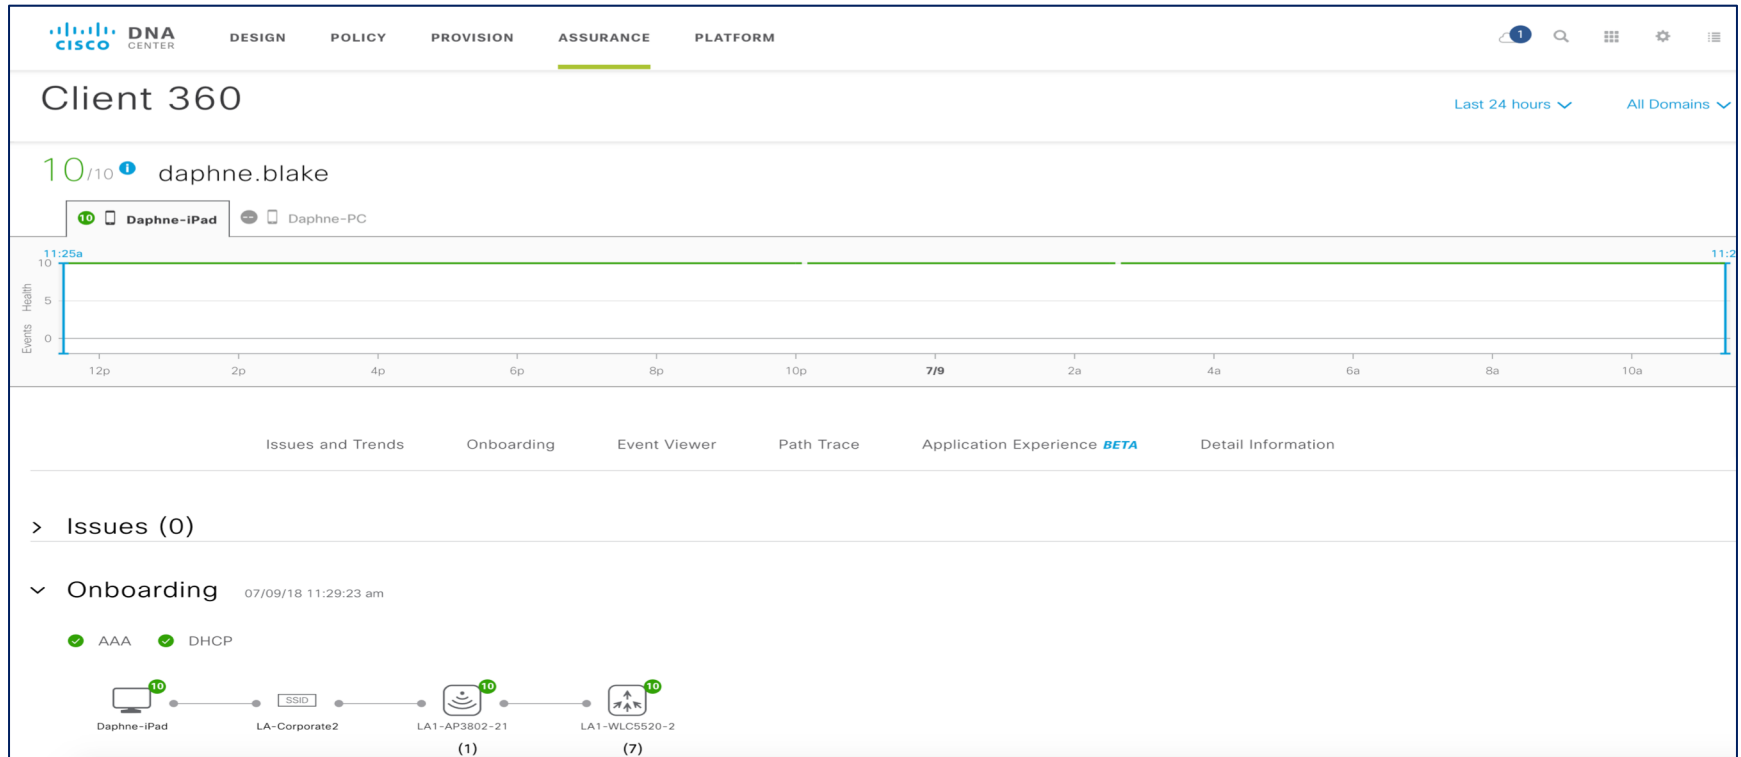 CISCO DNA CENTER DESIGN POLICY PROVISION ASSURANCE PLATFORM 1
Client 360
Last 24 hours All Domains
10/10 i daphne.blake
10 Daphne-iPad -- Daphne-PC
11:25a 11:2
10
Health
5
Events
0
12p 2p 4p 6p 8p 10p 7/9 2a 4a 6a 8a 10a
Issues and Trends Onboarding Event Viewer Path Trace Application Experience BETA Detail Information
> Issues (0)
Onboarding 07/09/18 11:29:23 am
AAA DHCP
10 SSID 10 10
Daphne-iPad LA-Corporate2 LA1-AP3802-21 LA1-WLC5520-2
(1) (7)